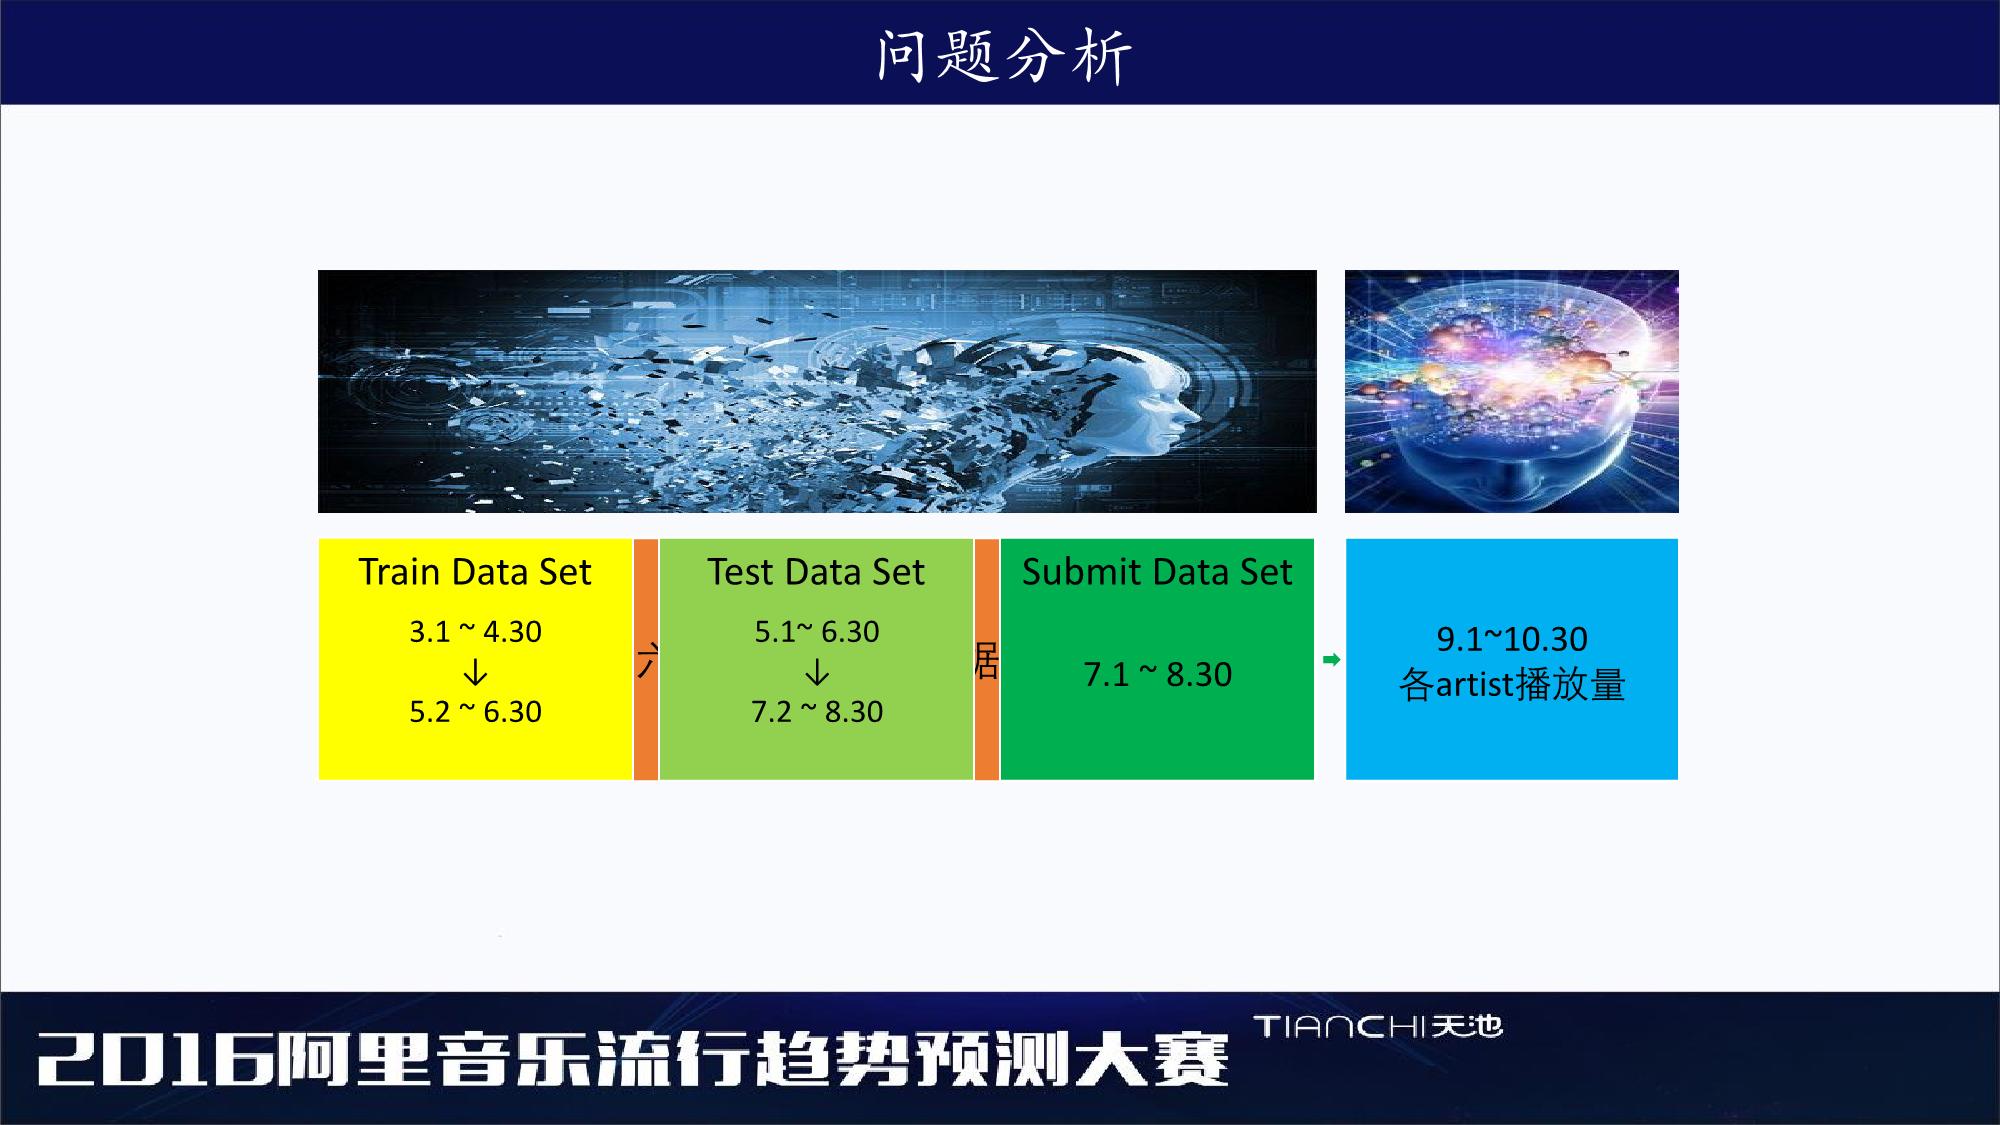 问题分析
Train Data Set
3.1 ~ 4.30
↓
5.2 ~ 6.30
Test Data Set
5.1~ 6.30
↓
7.2 ~ 8.30
据
Submit Data Set
7.1 ~ 8.30
9.1~10.30
各artist播放量
2016阿里音乐流行趋势预测大赛
TIANCHI天池